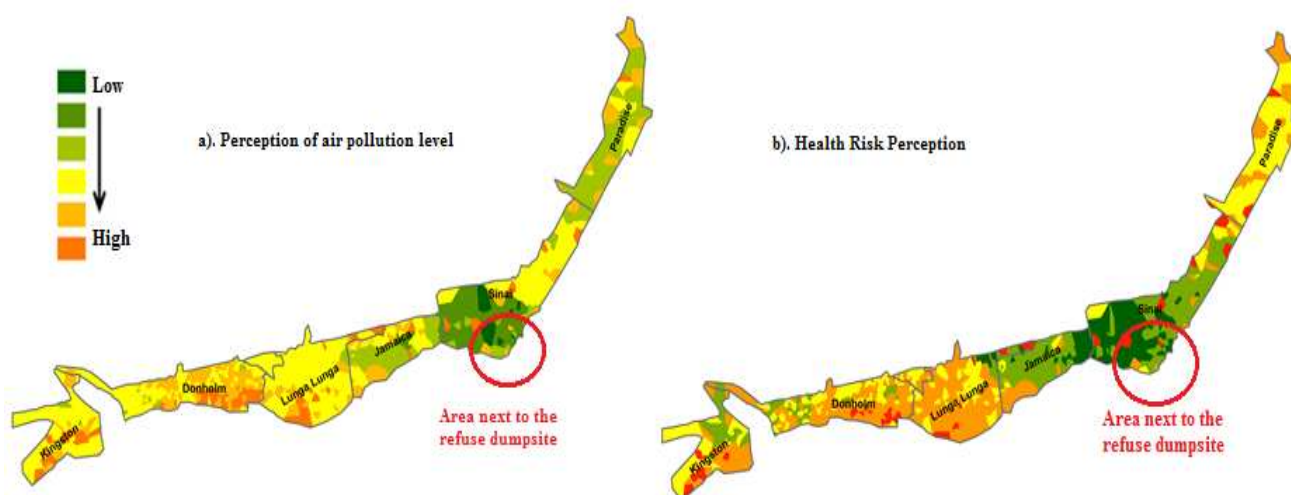 Low
High
a). Perception of air pollution level
Paradise
Sinai
Jamaica
Lunga Lunga
Donholm
Kingston
Area next to the
refuse dumpsite
b). Health Risk Perception
Paradise
Sinai
Jamaica
Lunga Lunga
Donholm
Kingston
Area next to the
refuse dumpsite